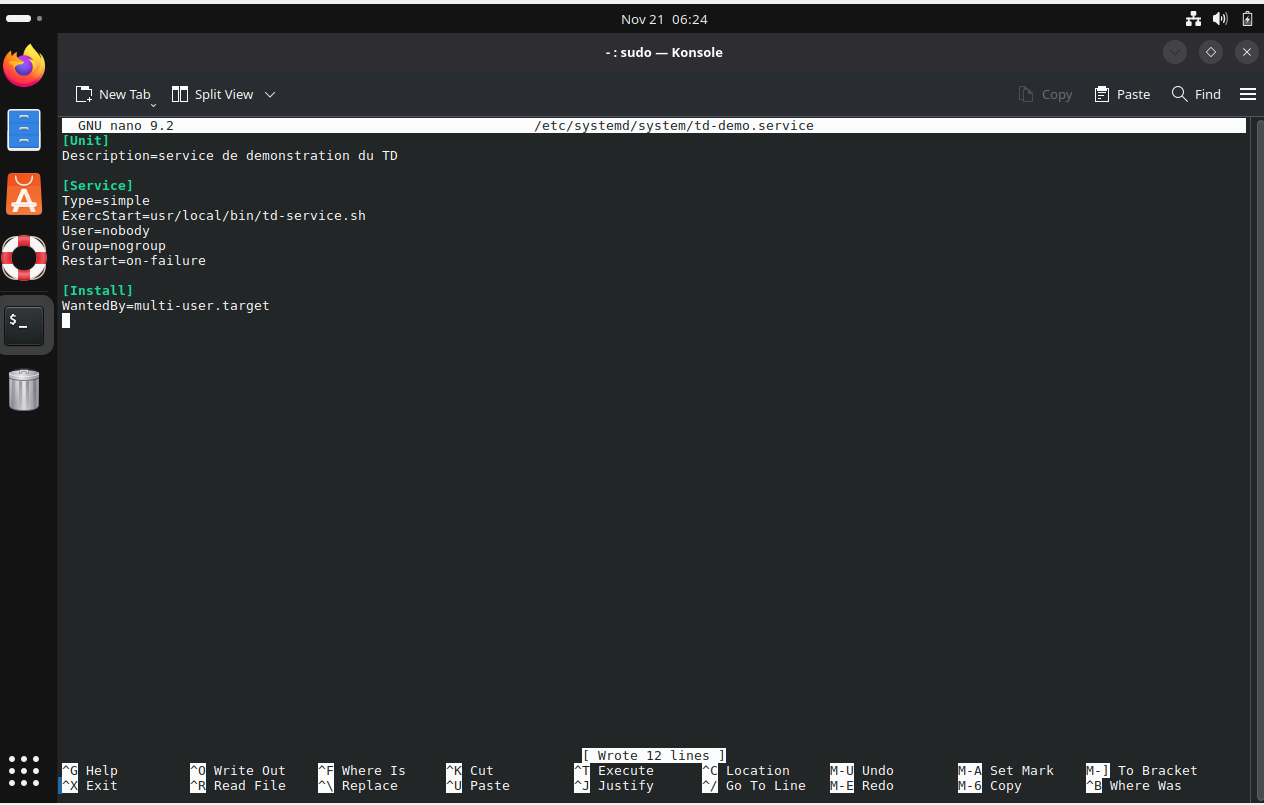 Nov 21 06:24
- : sudo — Konsole
New Tab Split View Copy Paste Find
GNU nano 9.2 /etc/systemd/system/td-demo.service
[Unit]
Description=service de demonstration du TD
[Service]
Type=simple
ExercStart=usr/local/bin/td-service.sh
User=nobody
Group=nogroup
Restart=on-failure
[Install]
WantedBy=multi-user.target
$_
[ Wrote 12 lines ]
^G Help ^O Write Out ^F Where Is ^K Cut ^T Execute ^C Location M-U Undo M-A Set Mark M-] To Bracket
^X Exit ^R Read File ^\ Replace ^U Paste ^J Justify ^/ Go To Line M-E Redo M-6 Copy ^B Where Was